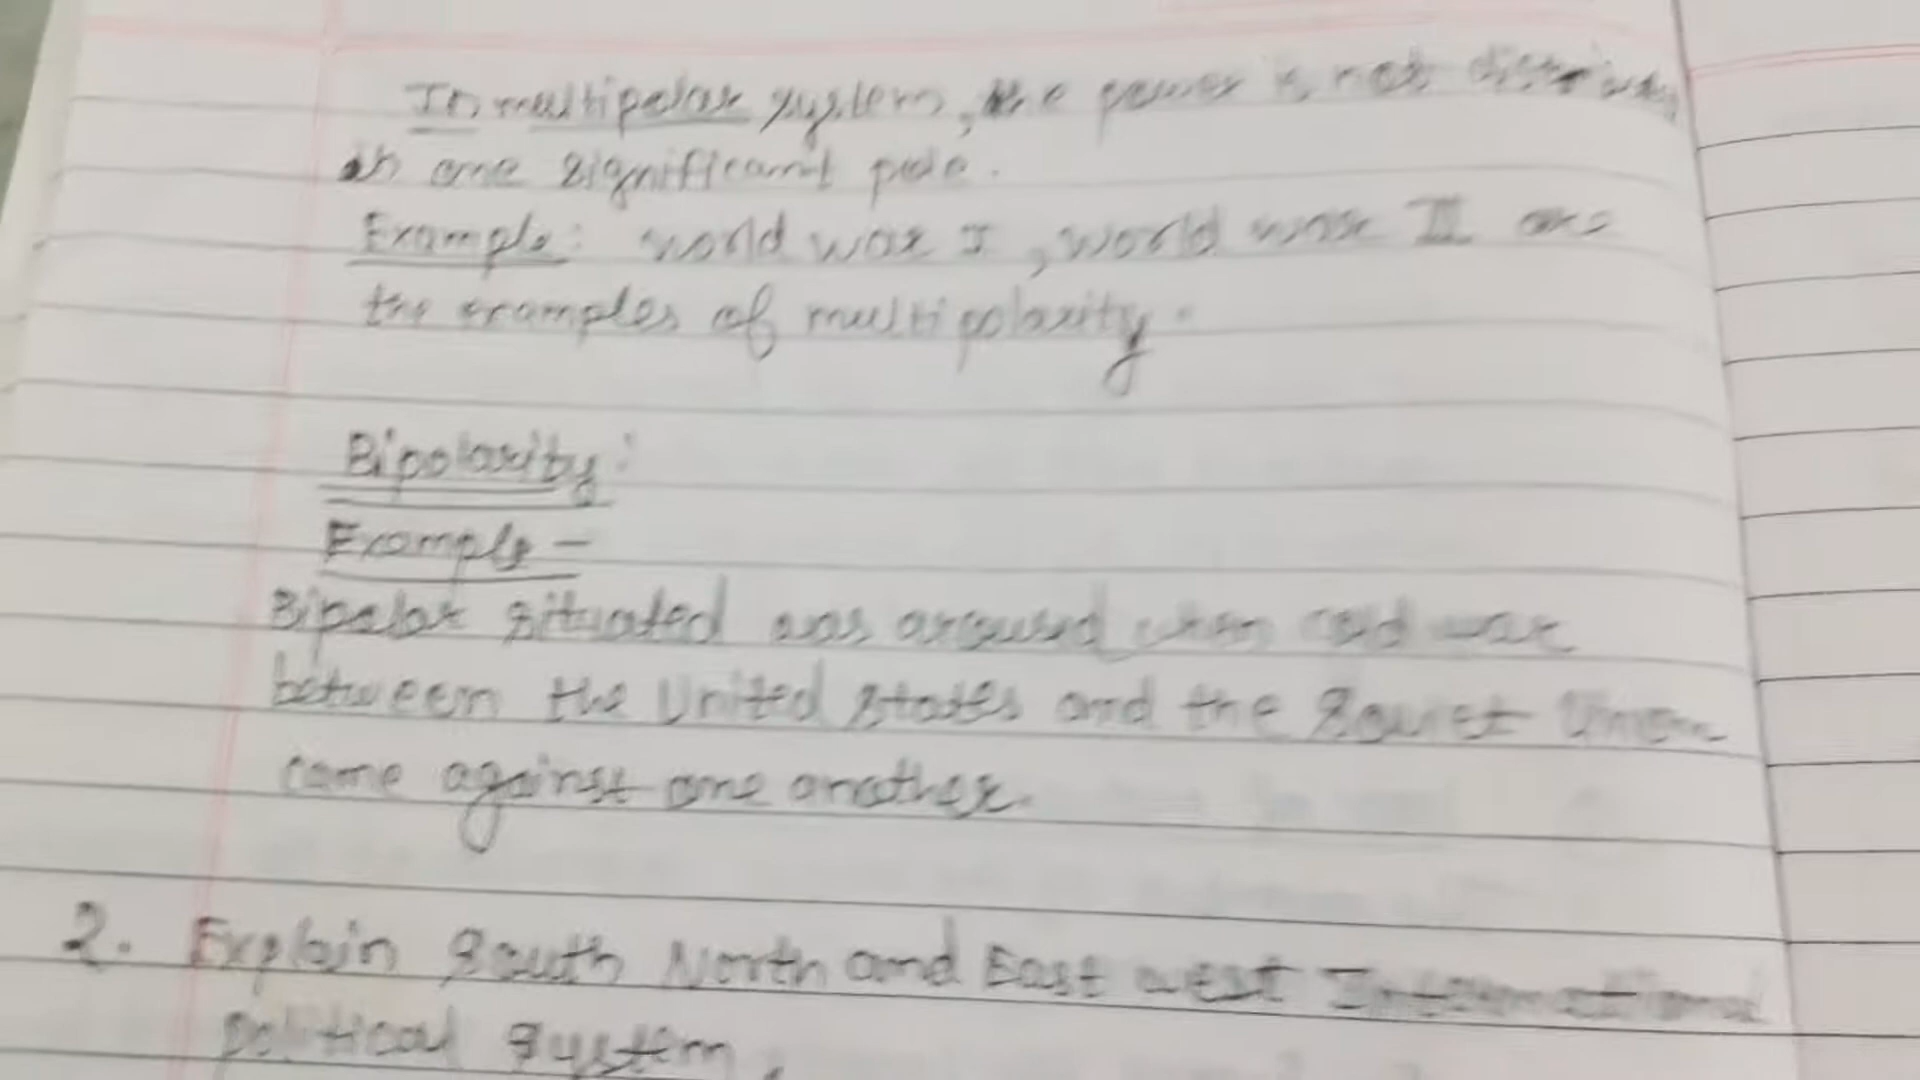 In multipolar system, the power is not
in one significant pole.
Example: world war I, world war II are
the examples of multipolarity.
Bipolarity:
Example -
Bipolar situated was when cold war
between the United States and the Soviet Union
came against one another.
2. Explain South North and East west International
political system.